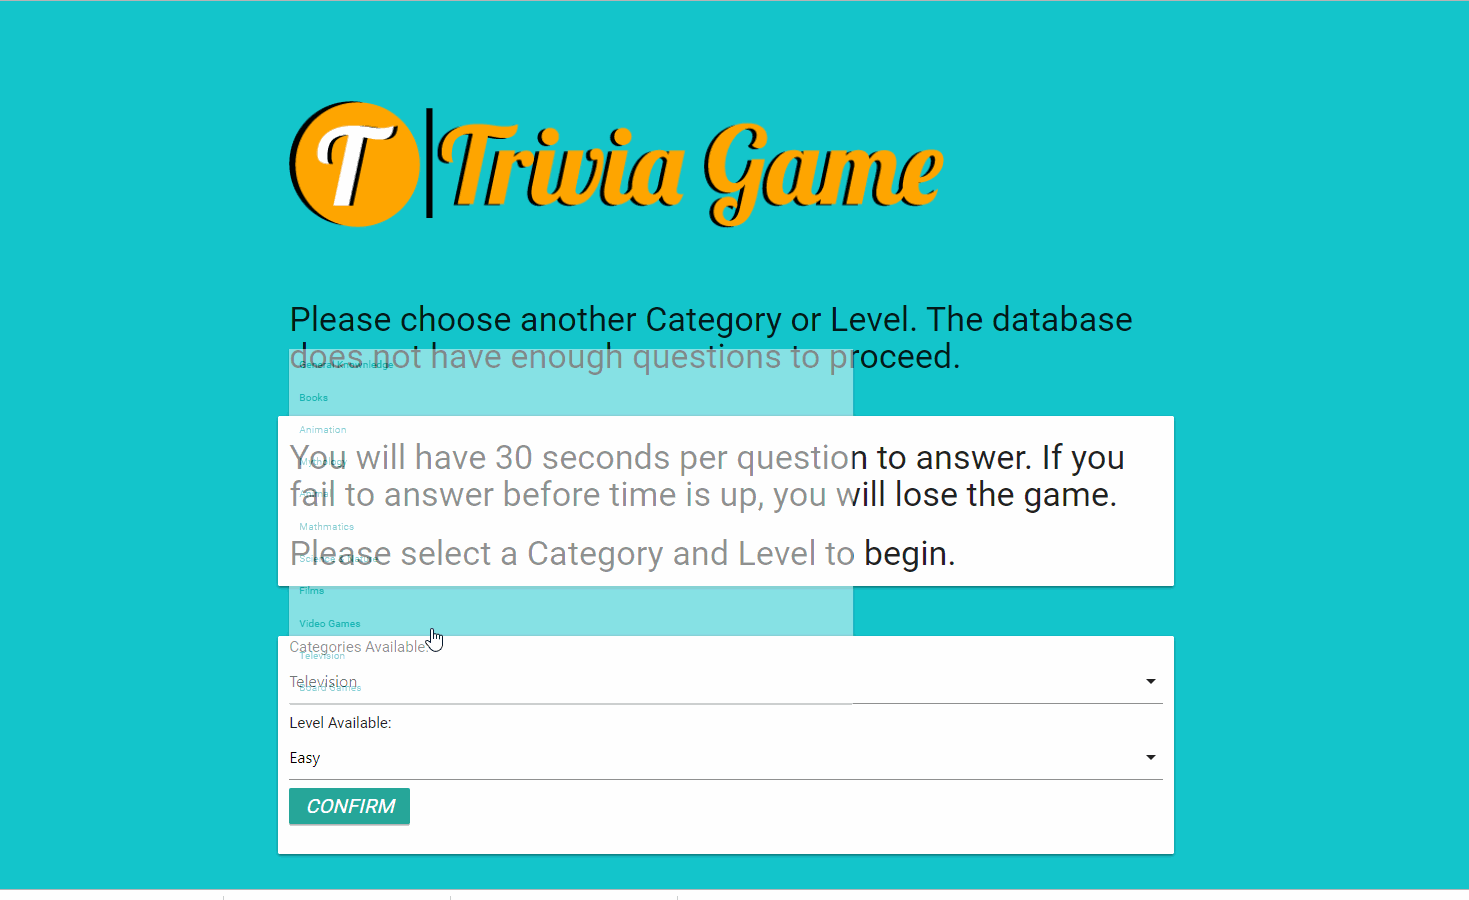 T
Trivia Game
Please choose another Category or Level. The database
does not have enough questions to proceed.
General Knowledge
Books
Animation
You will have 30 seconds per question to answer. If you
Mythology
fail to answer before time is up, you will lose the game.
Animal
Mathmatics
Please select a Category and Level to begin.
Science & Nature
Films
Video Games
Categories Available:
Television
Television
Board Games
Level Available:
Easy
CONFIRM